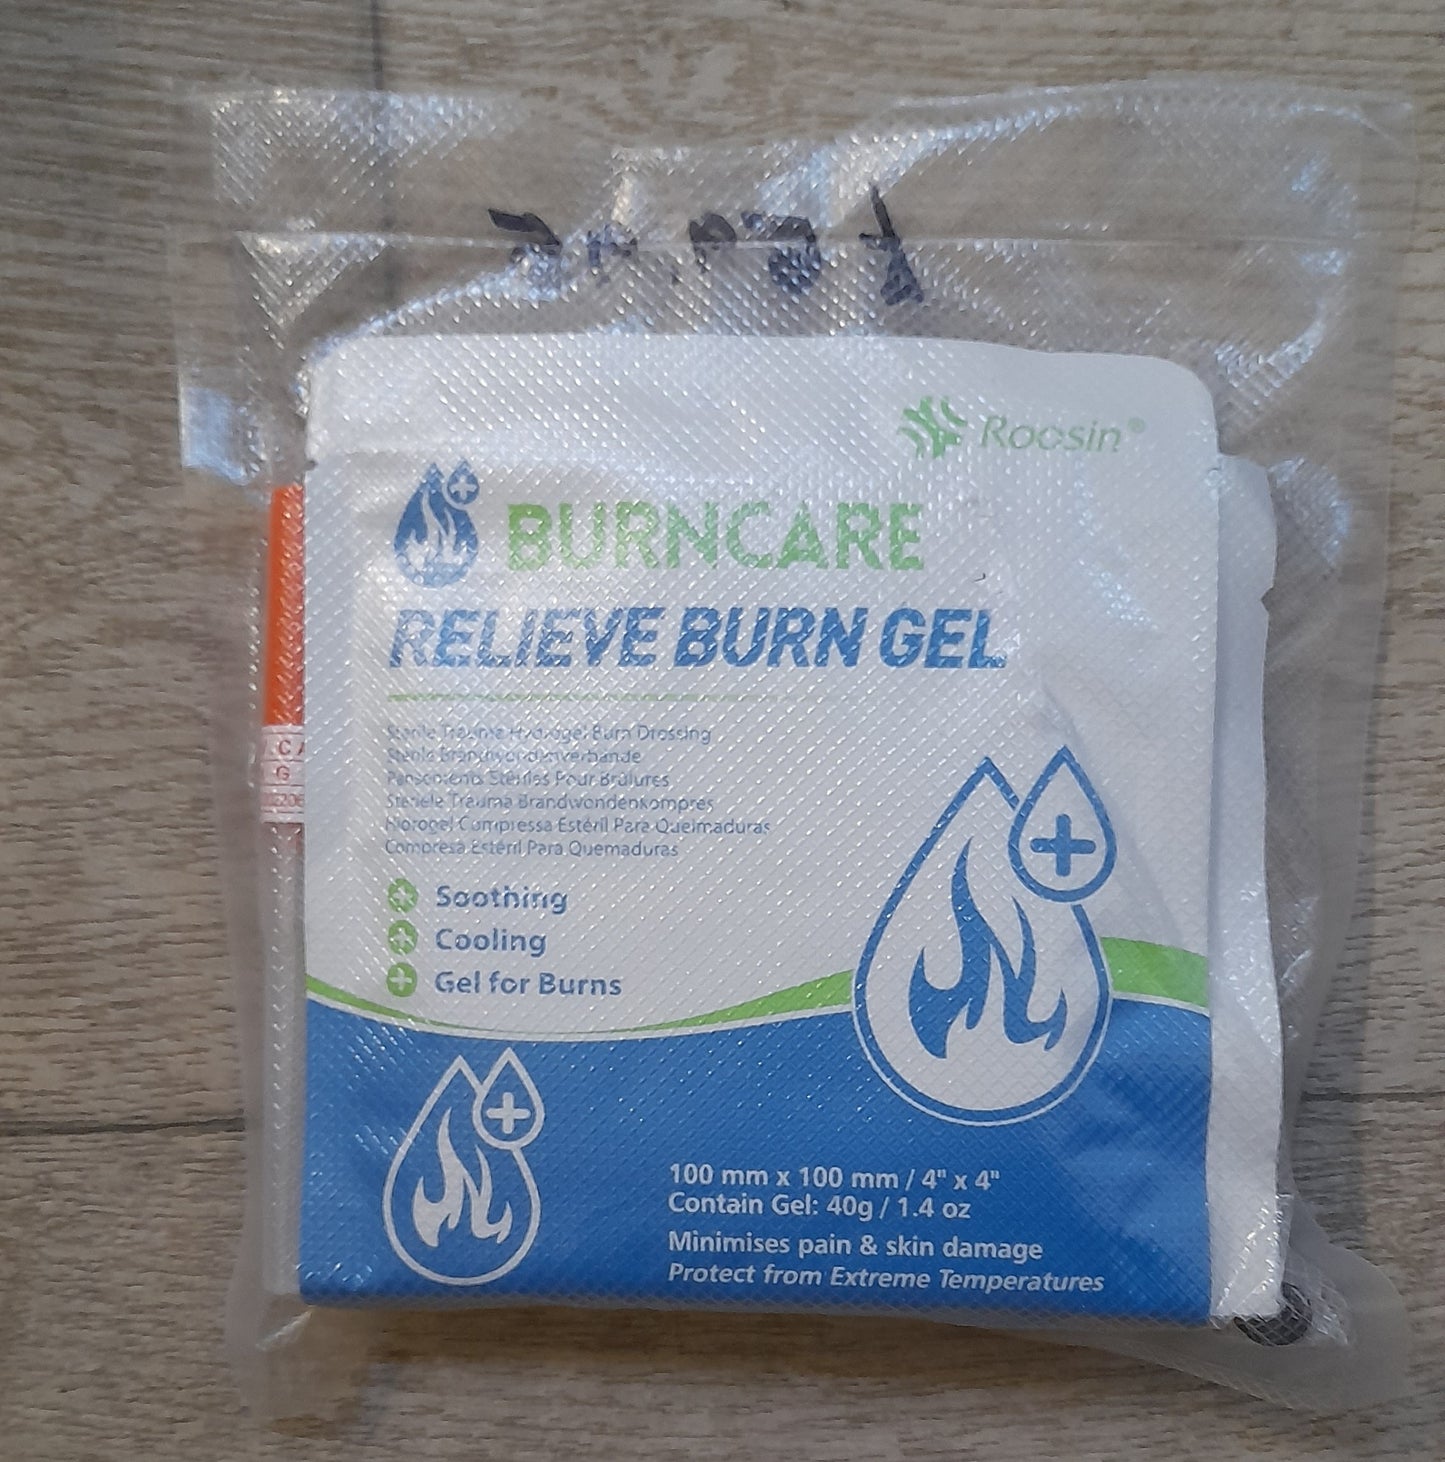 Roosin®
BURNCARE
RELIEVE BURN GEL
Sterile Trauma Hydrogel Burn Dressing
Sterile Brandwondenverbande
Pansements Stériles Pour Brûlures
Steriele Trauma Brandwondenkompres
Hidrogel Compressa Estéril Para Queimaduras
Compresa Estéril Para Quemaduras
Soothing
Cooling
Gel for Burns
100 mm x 100 mm / 4" x 4"
Contain Gel: 40g / 1.4 oz
Minimises pain & skin damage
Protect from Extreme Temperatures